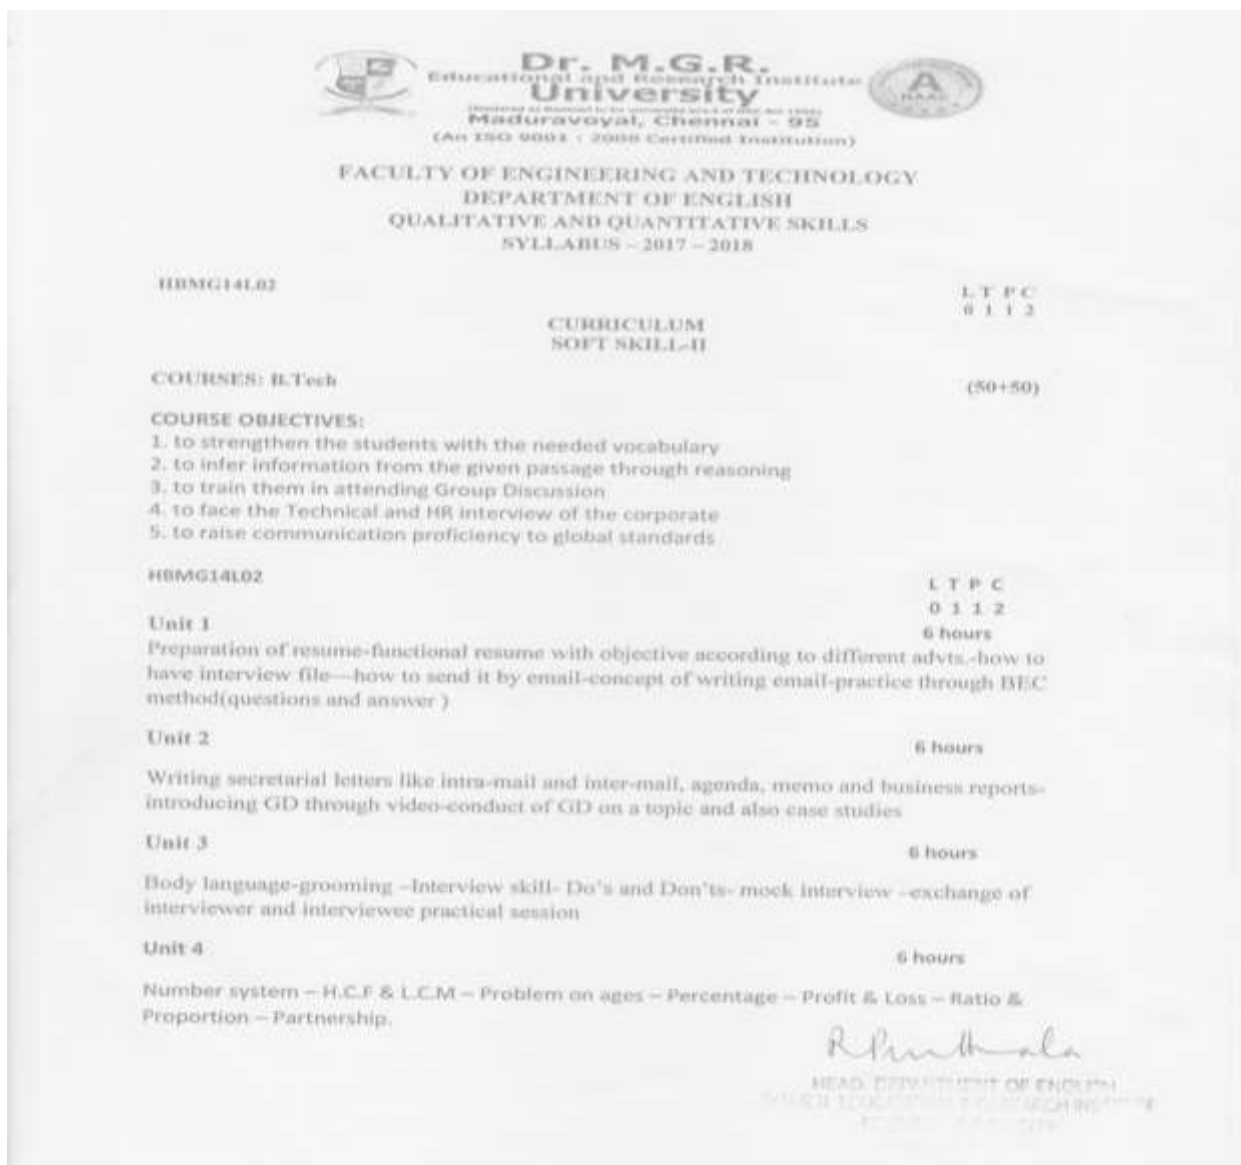 Dr. M.G.R.
Educational and Research Institute
University
Maduravoyal, Chennai - 95
(An ISO 9001 : 2008 Certified Institution)
A
FACULTY OF ENGINEERING AND TECHNOLOGY
DEPARTMENT OF ENGLISH
QUALITATIVE AND QUANTITATIVE SKILLS
SYLLABUS – 2017 – 2018
HBMG14L02
L T P C
0 1 1 2
CURRICULUM
SOFT SKILL-II
COURSES: B.Tech
(50+50)
COURSE OBJECTIVES:
1. to strengthen the students with the needed vocabulary
2. to infer information from the given passage through reasoning
3. to train them in attending Group Discussion
4. to face the Technical and HR interview of the corporate
5. to raise communication proficiency to global standards
HBMG14L02
L T P C
0 1 1 2
Unit 1
6 hours
Preparation of resume-functional resume with objective according to different advts.-how to
have interview file—how to send it by email-concept of writing email-practice through BEC
method(questions and answer )
Unit 2
6 hours
Writing secretarial letters like intra-mail and inter-mail, agenda, memo and business reports-
introducing GD through video-conduct of GD on a topic and also case studies
Unit 3
6 hours
Body language-grooming –Interview skill- Do's and Don'ts- mock interview –exchange of
interviewer and interviewee practical session
Unit 4
6 hours
Number system – H.C.F & L.C.M – Problem on ages – Percentage – Profit & Loss – Ratio &
Proportion – Partnership.
HEAD, DEPARTMENT OF ENGLISH